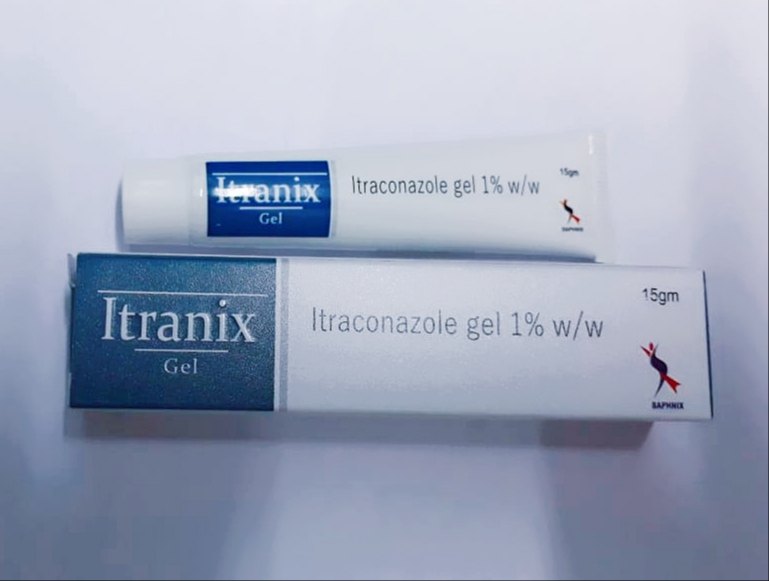 Itranix
Gel
Itraconazole gel 1% w/w
15gm
SAPHNIX
Itranix
Gel
Itraconazole gel 1% w/w
15gm
SAPHNIX